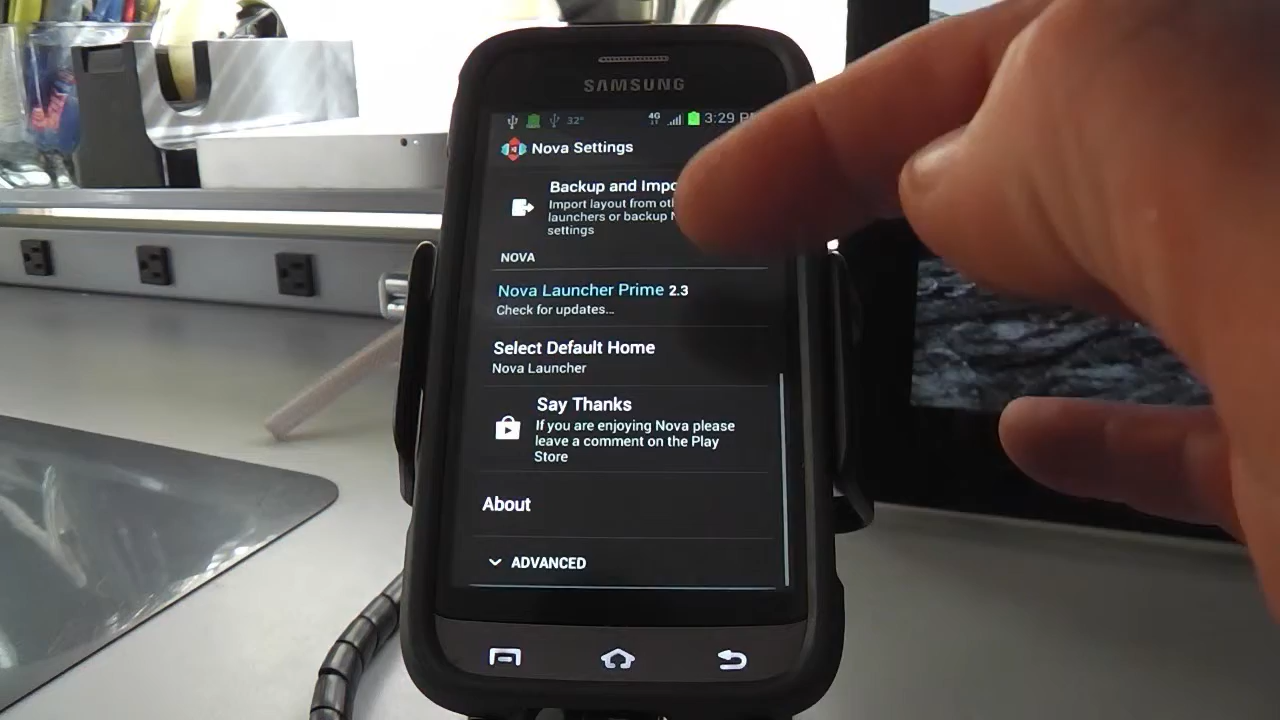 SAMSUNG
32°
4G
3:29
Nova Settings
Backup and
Import layout from
launchers or backup
settings
NOVA
Nova Launcher Prime 2.3
Check for updates...
Select Default Home
Nova Launcher
Say Thanks
If you are enjoying Nova please
leave a comment on the Play
Store
About
ADVANCED